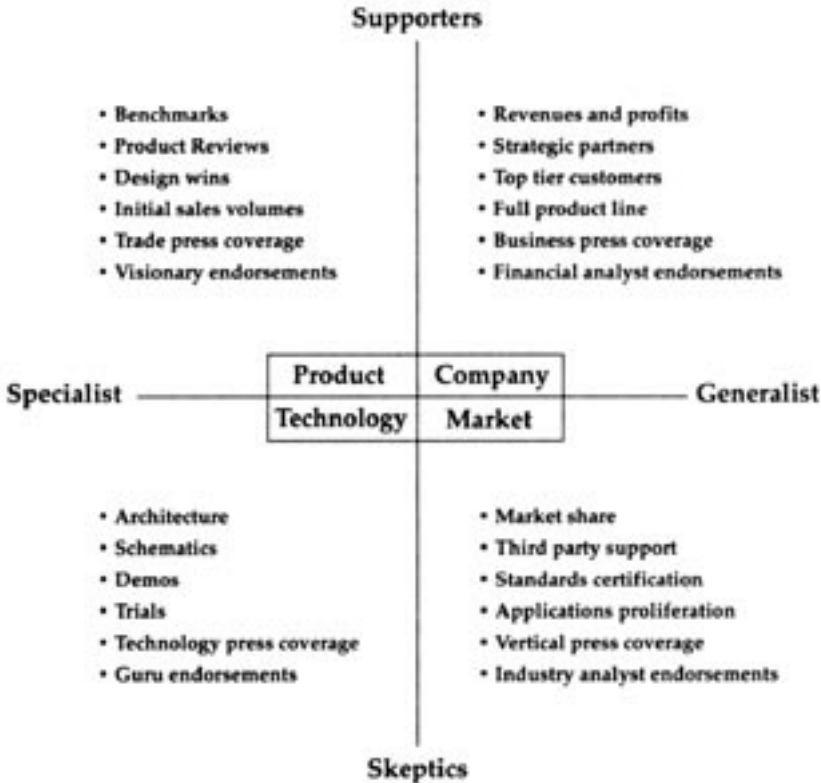 Supporters
• Benchmarks
• Product Reviews
• Design wins
• Initial sales volumes
• Trade press coverage
• Visionary endorsements
• Revenues and profits
• Strategic partners
• Top tier customers
• Full product line
• Business press coverage
• Financial analyst endorsements
Specialist
Product
Company
Technology
Market
Generalist
• Architecture
• Schematics
• Demos
• Trials
• Technology press coverage
• Guru endorsements
• Market share
• Third party support
• Standards certification
• Applications proliferation
• Vertical press coverage
• Industry analyst endorsements
Skeptics